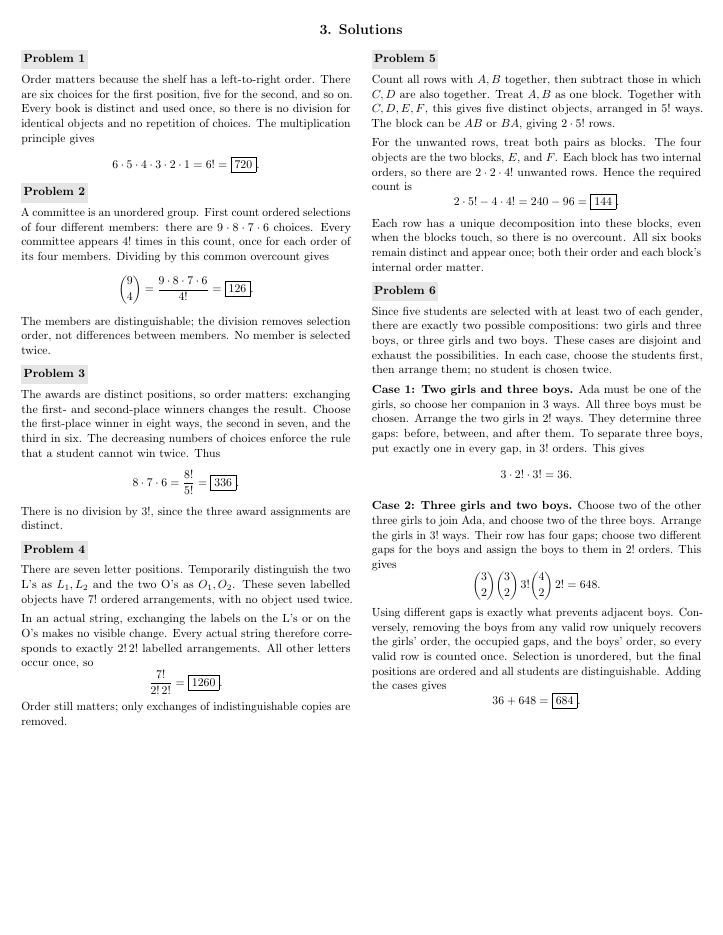 3. Solutions
Problem 1
Order matters because the shelf has a left-to-right order. There
are six choices for the first position, five for the second, and so on.
Every book is distinct and used once, so there is no division for
identical objects and no repetition of choices. The multiplication
principle gives
6 · 5 · 4 · 3 · 2 · 1 = 6! = 720.
Problem 2
A committee is an unordered group. First count ordered selections
of four different members: there are 9 · 8 · 7 · 6 choices. Every
committee appears 4! times in this count, once for each order of
its four members. Dividing by this common overcount gives
(9 4) = 9 · 8 · 7 · 6 / 4! = 126.
The members are distinguishable; the division removes selection
order, not differences between members. No member is selected
twice.
Problem 3
The awards are distinct positions, so order matters: exchanging
the first- and second-place winners changes the result. Choose
the first-place winner in eight ways, the second in seven, and the
third in six. The decreasing numbers of choices enforce the rule
that a student cannot win twice. Thus
8 · 7 · 6 = 8! / 5! = 336.
There is no division by 3!, since the three award assignments are
distinct.
Problem 4
There are seven letter positions. Temporarily distinguish the two
L's as L₁, L₂ and the two O's as O₁, O₂. These seven labelled
objects have 7! ordered arrangements, with no object used twice.
In an actual string, exchanging the labels on the L's or on the
O's makes no visible change. Every actual string therefore corre-
sponds to exactly 2! 2! labelled arrangements. All other letters
occur once, so
7! / 2! 2! = 1260.
Order still matters; only exchanges of indistinguishable copies are
removed.
Problem 5
Count all rows with A, B together, then subtract those in which
C, D are also together. Treat A, B as one block. Together with
C, D, E, F, this gives five distinct objects, arranged in 5! ways.
The block can be AB or BA, giving 2 · 5! rows.
For the unwanted rows, treat both pairs as blocks. The four
objects are the two blocks, E, and F. Each block has two internal
orders, so there are 2 · 2 · 4! unwanted rows. Hence the required
count is
2 · 5! − 4 · 4! = 240 − 96 = 144.
Each row has a unique decomposition into these blocks, even
when the blocks touch, so there is no overcount. All six books
remain distinct and appear once; both their order and each block's
internal order matter.
Problem 6
Since five students are selected with at least two of each gender,
there are exactly two possible compositions: two girls and three
boys, or three girls and two boys. These cases are disjoint and
exhaust the possibilities. In each case, choose the students first,
then arrange them; no student is chosen twice.
Case 1: Two girls and three boys. Ada must be one of the
girls, so choose her companion in 3 ways. All three boys must be
chosen. Arrange the two girls in 2! ways. They determine three
gaps: before, between, and after them. To separate three boys,
put exactly one in every gap, in 3! orders. This gives
3 · 2! · 3! = 36.
Case 2: Three girls and two boys. Choose two of the other
three girls to join Ada, and choose two of the three boys. Arrange
the girls in 3! ways. Their row has four gaps; choose two different
gaps for the boys and assign the boys to them in 2! orders. This
gives
(3 2)(3 2) 3! (4 2) 2! = 648.
Using different gaps is exactly what prevents adjacent boys. Con-
versely, removing the boys from any valid row uniquely recovers
the girls' order, the occupied gaps, and the boys' order, so every
valid row is counted once. Selection is unordered, but the final
positions are ordered and all students are distinguishable. Adding
the cases gives
36 + 648 = 684.